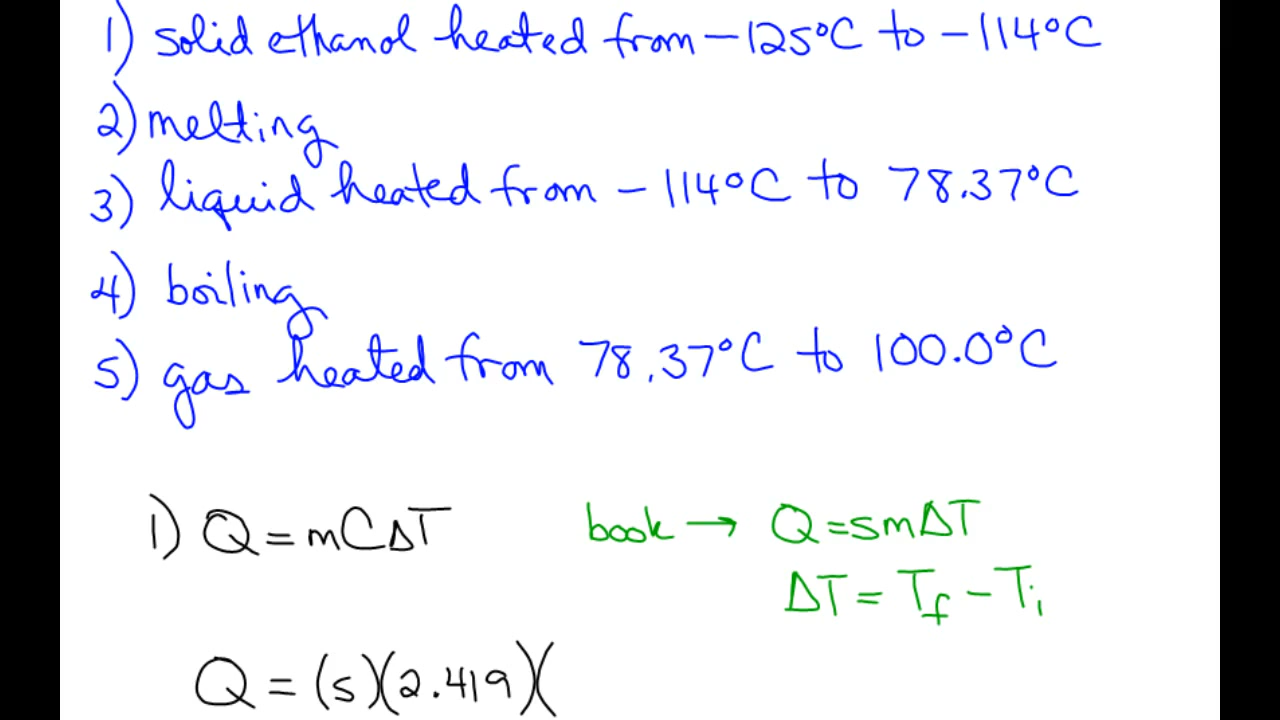 1) solid ethanol heated from -125°C to -114°C
2) melting
3) liquid heated from -114°C to 78.37°C
4) boiling
5) gas heated from 78.37°C to 100.0°C
1) Q = mCΔT book → Q = smΔT
ΔT = Tf - Ti
Q = (5)(2.419)(